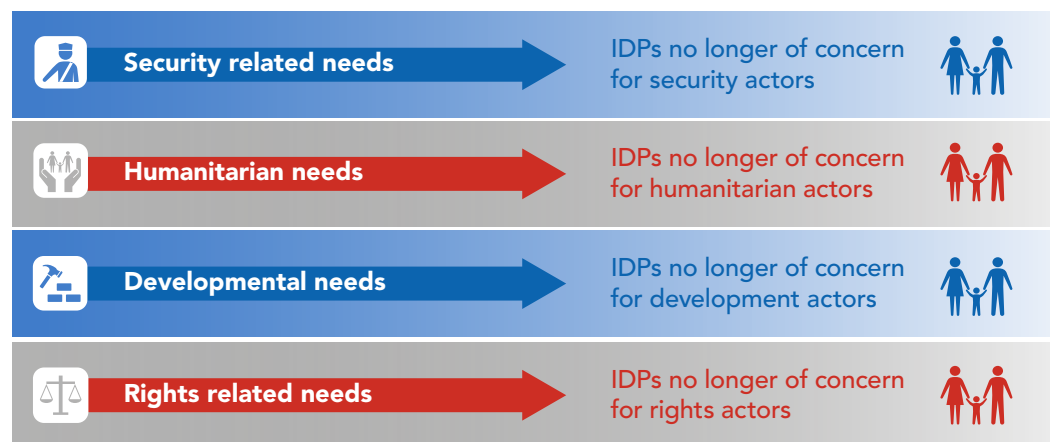 Security related needs
IDPs no longer of concern
for security actors
Humanitarian needs
IDPs no longer of concern
for humanitarian actors
Developmental needs
IDPs no longer of concern
for development actors
Rights related needs
IDPs no longer of concern
for rights actors